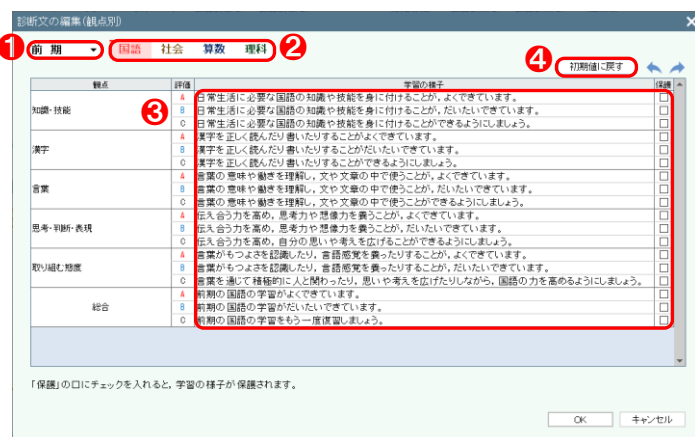 診断文の編集(観点別)
1 前 期 国語 社会 算数 理科 2
4 初期値に戻す
観点 評価 学習の様子 保護
3
知識・技能
A 日常生活に必要な国語の知識や技能を身に付けることが，よくできています。
B 日常生活に必要な国語の知識や技能を身に付けることが，だいたいできています。
C 日常生活に必要な国語の知識や技能を身に付けることができるようにしましょう。
漢字
A 漢字を正しく読んだり書いたりすることがよくできています。
B 漢字を正しく読んだり書いたりすることがだいたいできています。
C 漢字を正しく読んだり書いたりすることができるようにしましょう。
言葉
A 言葉の意味や働きを理解し，文や文章の中で使うことが，よくできています。
B 言葉の意味や働きを理解し，文や文章の中で使うことが，だいたいできています。
C 言葉の意味や働きを理解し，文や文章の中で使うことができるようにしましょう。
思考・判断・表現
A 伝え合う力を高め，思考力や想像力を養うことが，よくできています。
B 伝え合う力を高め，思考力や想像力を養うことが，だいたいできています。
C 伝え合う力を高め，自分の思いや考えを広げることができるようにしましょう。
取り組む態度
A 言葉がもつよさを認識したり，言語感覚を養ったりすることが，よくできています。
B 言葉がもつよさを認識したり，言語感覚を養ったりすることが，だいたいできています。
C 言葉を通じて積極的に人と関わったり，思いや考えを広げたりしながら，国語の力を高めるようにしましょう。
総合
A 前期の国語の学習がよくできています。
B 前期の国語の学習がだいたいできています。
C 前期の国語の学習をもう一度復習しましょう。
「保護」の□にチェックを入れると，学習の様子が保護されます。
OK キャンセル